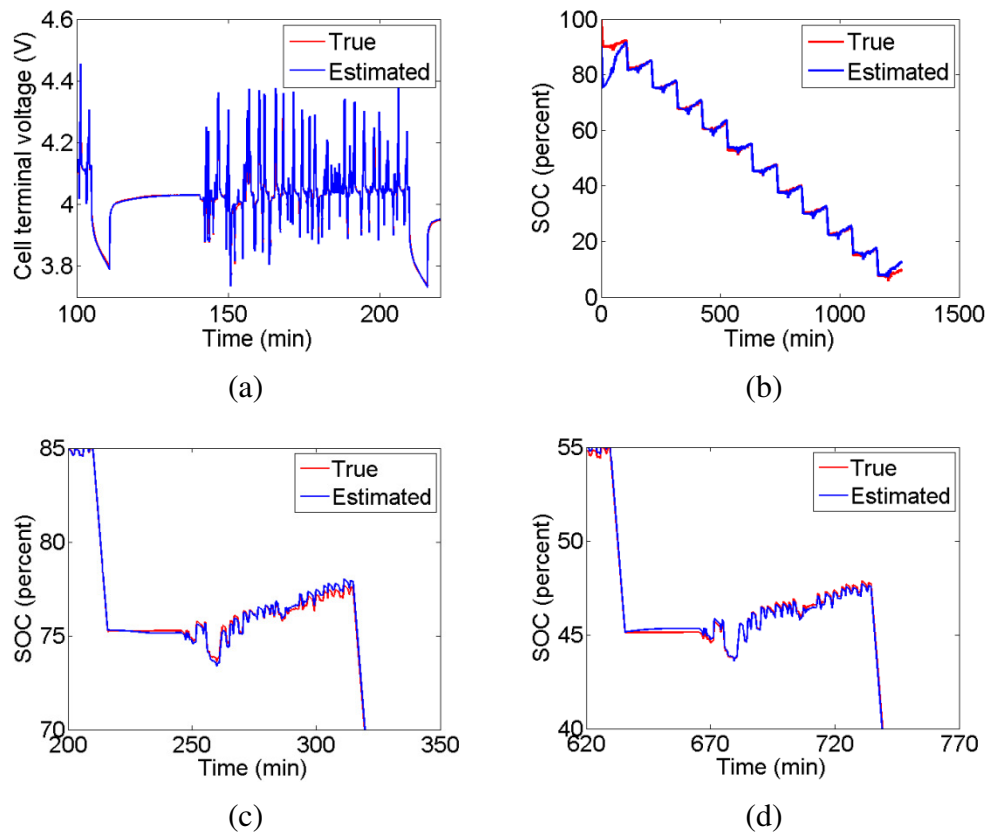 4.6
4.4
4.2
4
3.8
Cell terminal voltage (V)
True
Estimated
100
150
200
Time (min)
(a)
100
80
60
40
20
0
SOC (percent)
True
Estimated
0
500
1000
1500
Time (min)
(b)
85
80
75
70
SOC (percent)
True
Estimated
200
250
300
350
Time (min)
(c)
55
50
45
40
SOC (percent)
True
Estimated
620
670
720
770
Time (min)
(d)